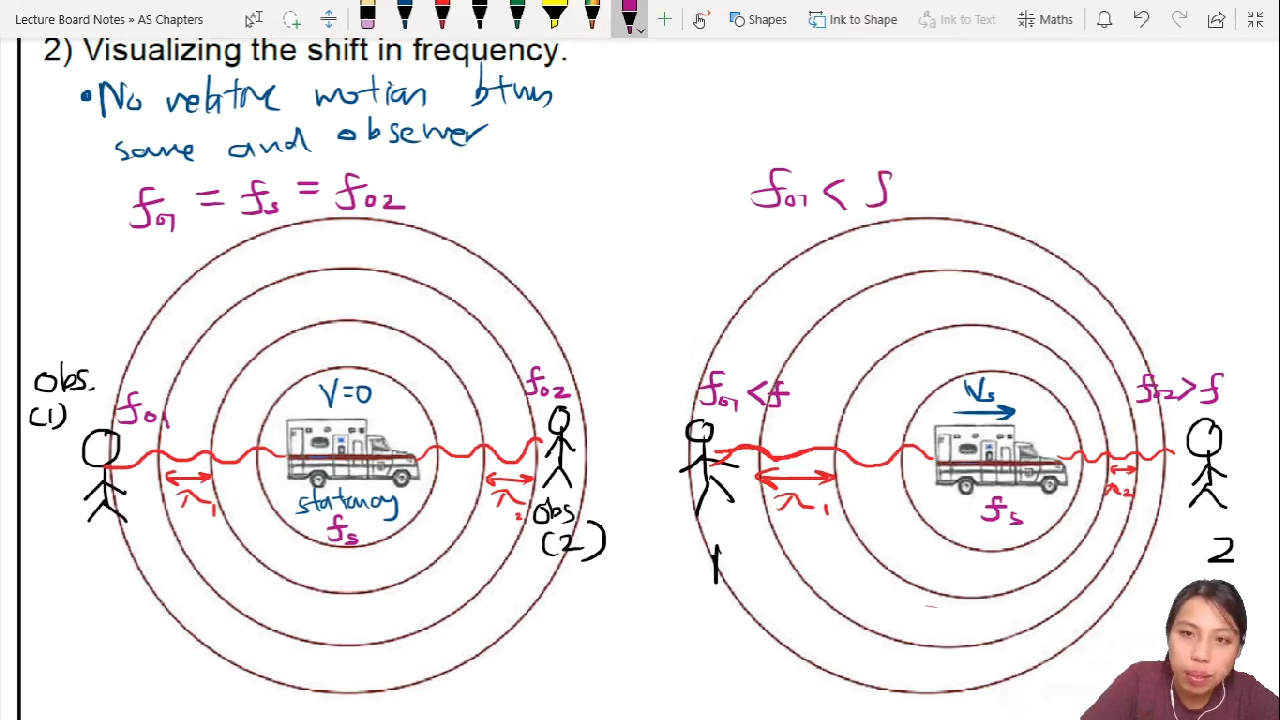 Lecture Board Notes » AS Chapters
Shapes
Ink to Shape
Ink to Text
Maths
2) Visualizing the shift in frequency.
• No relative motion btwn
source and observer
fo1 = fs = fo2
fo1 < f
obs.
(1)
fo1
V=0
fo2
λ1
λ2
stationary
fs
obs
(2)
fo1 < f
Vs
fo2 > f
λ1
λ2
fs
1
2